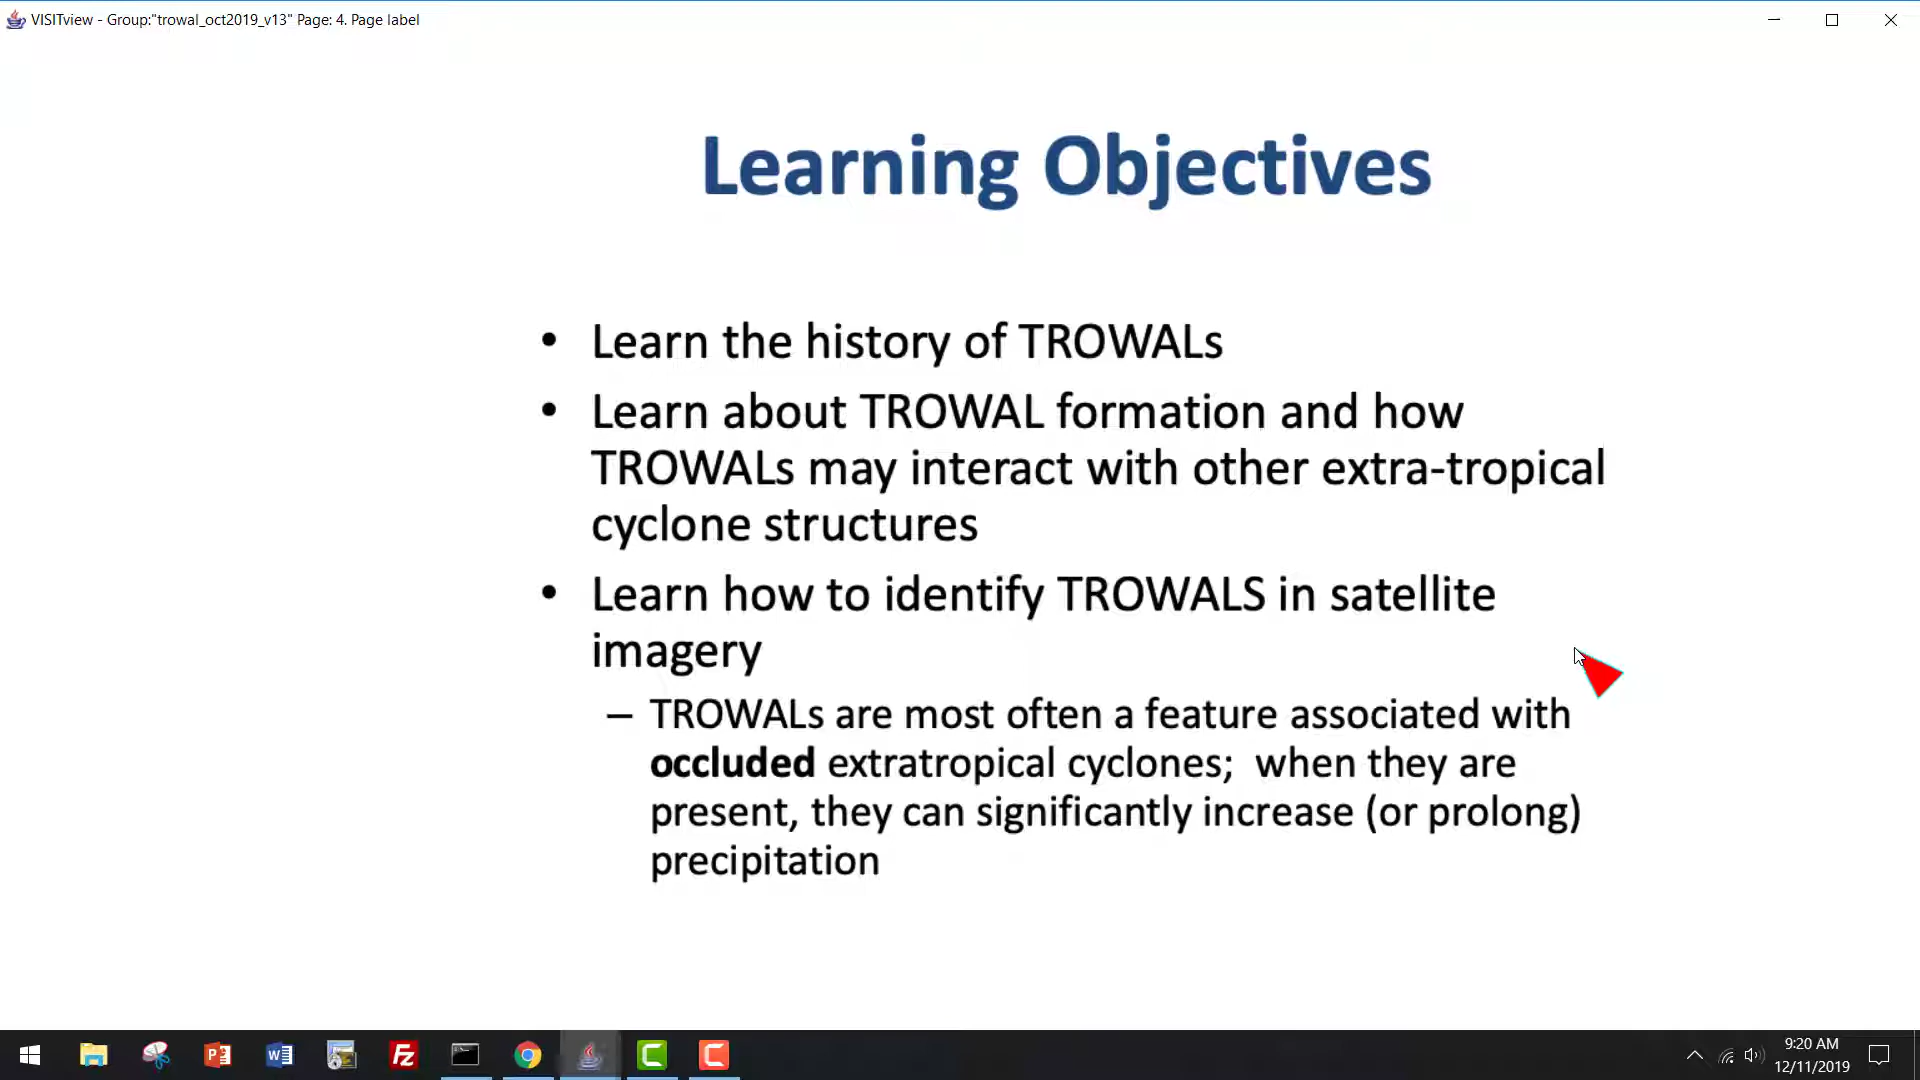 VISITview - Group:"trowal_oct2019_v13" Page: 4. Page label
Learning Objectives
• Learn the history of TROWALs
• Learn about TROWAL formation and how
TROWALs may interact with other extra-tropical
cyclone structures
• Learn how to identify TROWALS in satellite
imagery
– TROWALs are most often a feature associated with
occluded extratropical cyclones;  when they are
present, they can significantly increase (or prolong)
precipitation
9:20 AM
12/11/2019